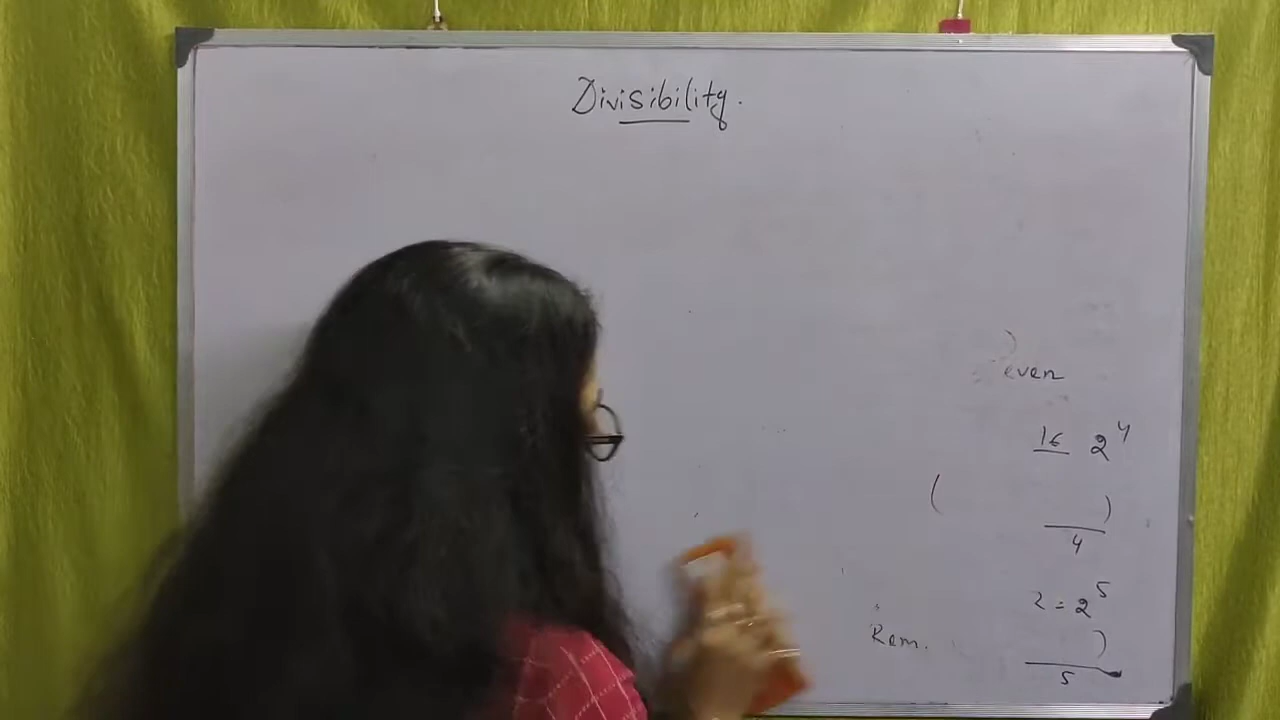 Divisibility.
even
16 2^4
( )
4
2 = 2^5
Rem. )
5